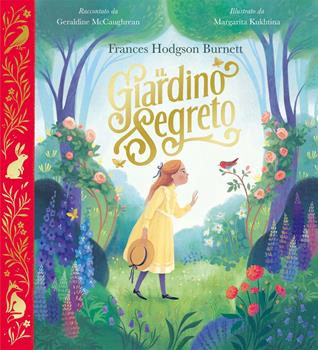 Raccontato da
Geraldine McCaughrean
Illustrato da
Margarita Kukhtina
Frances Hodgson Burnett
IL
Giardino
Segreto